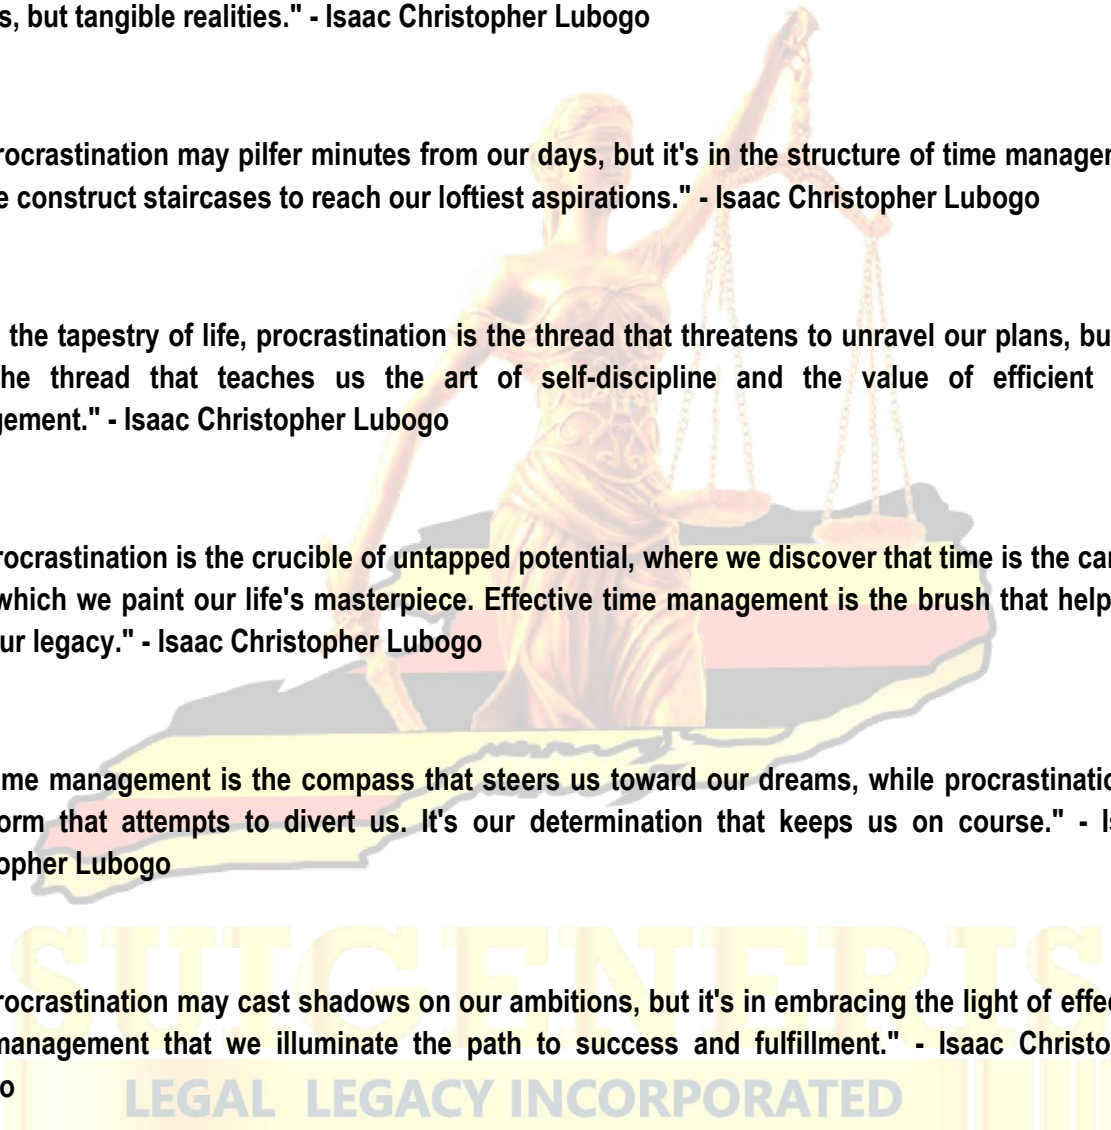 s, but tangible realities." - Isaac Christopher Lubogo
rocrastination may pilfer minutes from our days, but it's in the structure of time manager
e construct staircases to reach our loftiest aspirations." - Isaac Christopher Lubogo
the tapestry of life, procrastination is the thread that threatens to unravel our plans, bu
he thread that teaches us the art of self-discipline and the value of efficient
gement." - Isaac Christopher Lubogo
rocrastination is the crucible of untapped potential, where we discover that time is the car
which we paint our life's masterpiece. Effective time management is the brush that help
ur legacy." - Isaac Christopher Lubogo
me management is the compass that steers us toward our dreams, while procrastinatio
orm that attempts to divert us. It's our determination that keeps us on course." - Is
opher Lubogo
SUIGENERIS
rocrastination may cast shadows on our ambitions, but it's in embracing the light of effec
management that we illuminate the path to success and fulfillment." - Isaac Christo
o
LEGAL LEGACY INCORPORATED